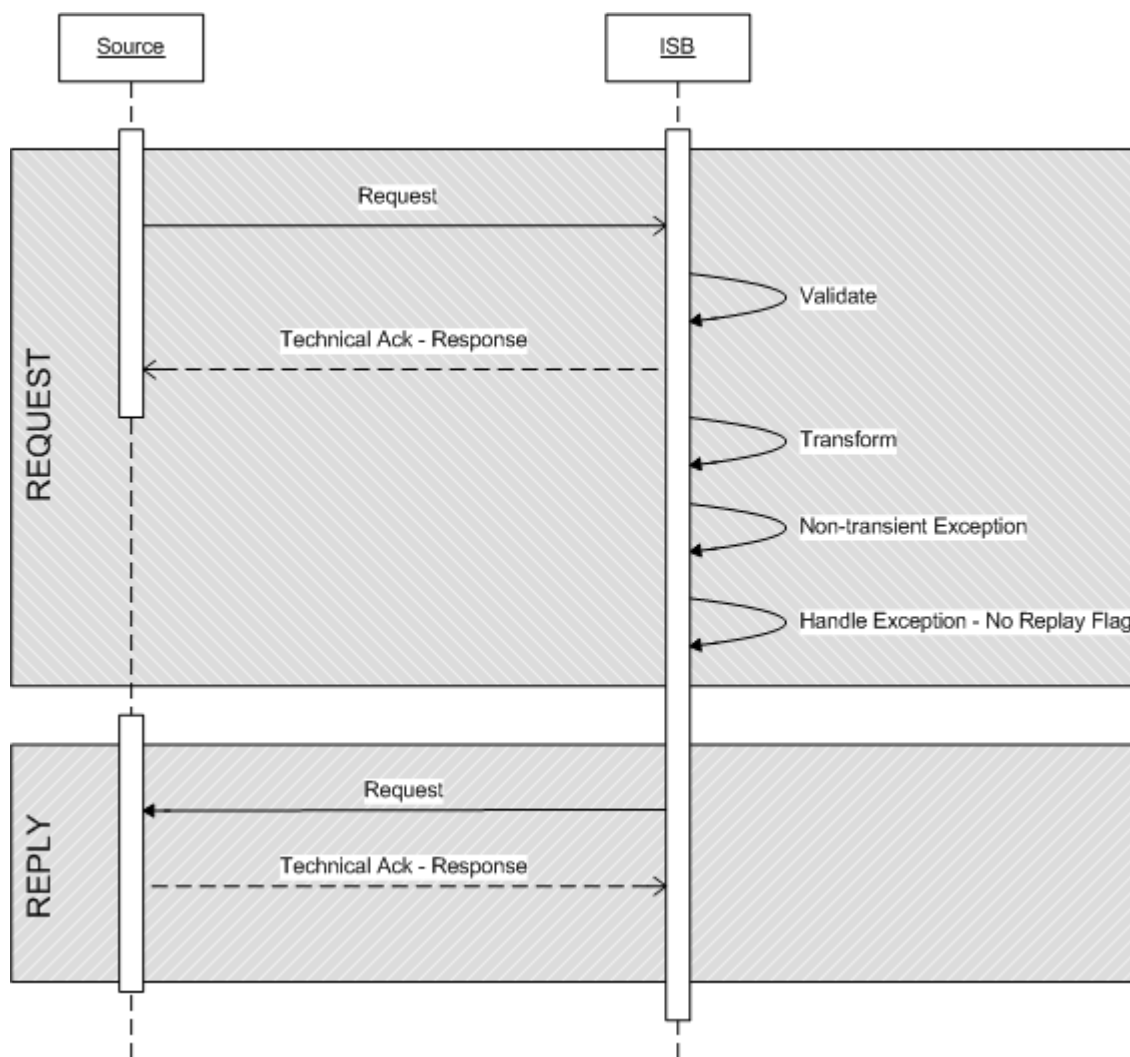 Source
ISB
REQUEST
Request
Validate
Technical Ack - Response
Transform
Non-transient Exception
Handle Exception - No Replay Flag
REPLY
Request
Technical Ack - Response